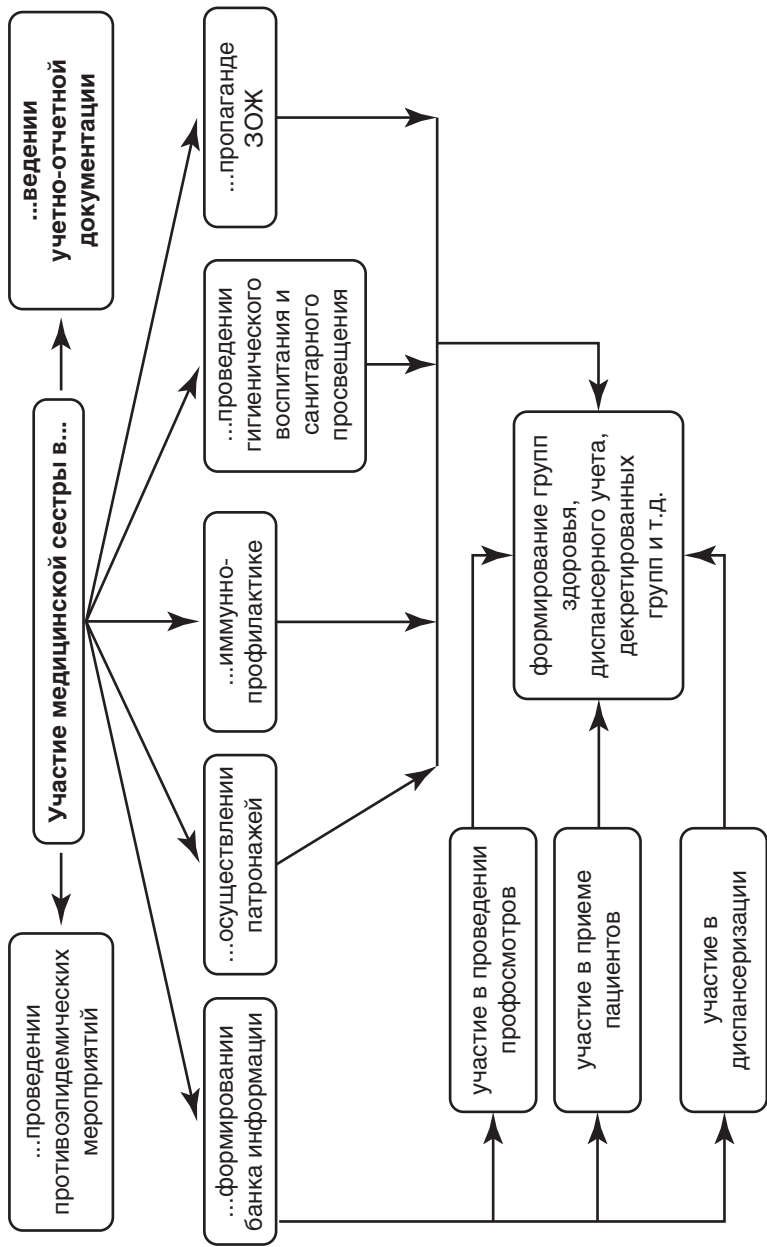 Участие медицинской сестры в...
...проведении
противоэпидемических
мероприятий
...ведении
учетно-отчетной
документации
...формировании
банка информации
...осуществлении
патронажей
...иммунно-
профилактике
...проведении
гигиенического
воспитания и
санитарного
просвещения
...пропаганде
ЗОЖ
участие в проведении
профосмотров
участие в приеме
пациентов
участие в
диспансеризации
формирование групп
здоровья,
диспансерного учета,
декретированных
групп и т.д.